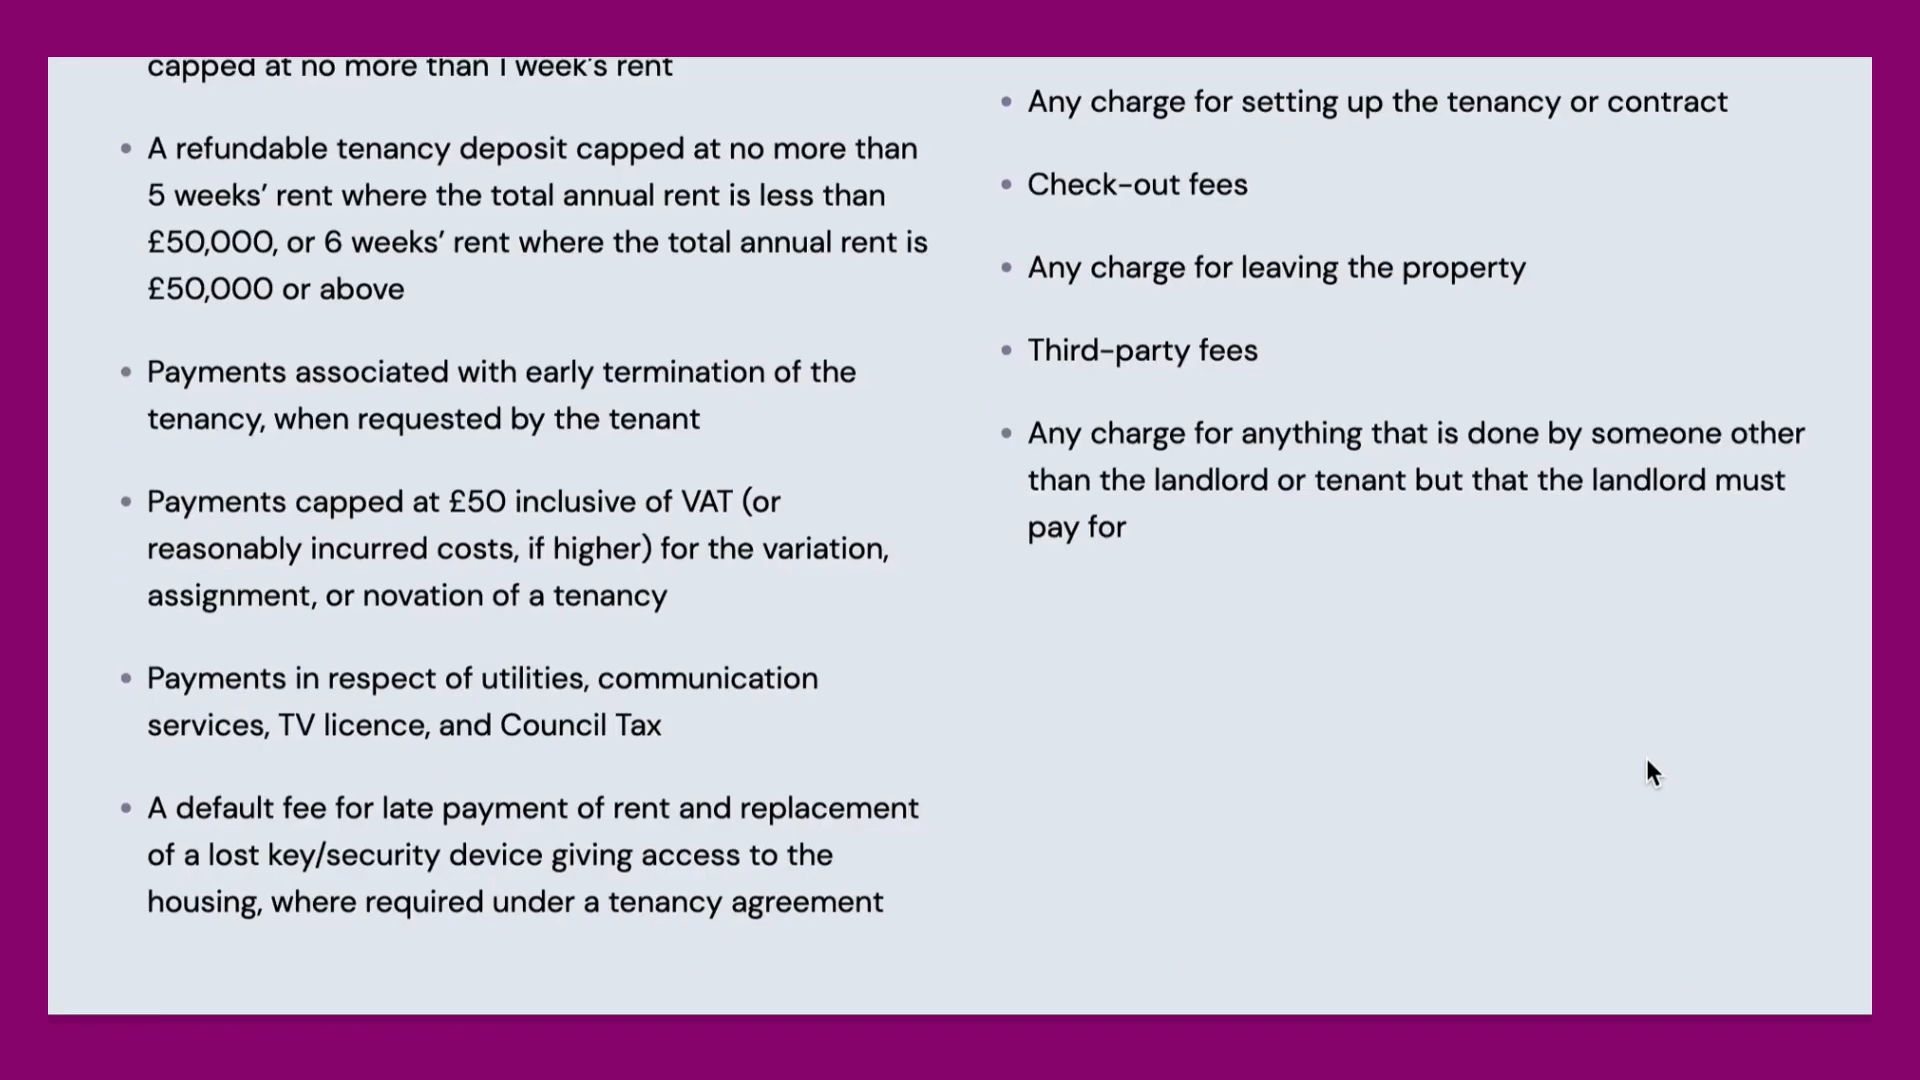 capped at no more than 1 week's rent
• A refundable tenancy deposit capped at no more than
5 weeks’ rent where the total annual rent is less than
£50,000, or 6 weeks’ rent where the total annual rent is
£50,000 or above
• Payments associated with early termination of the
tenancy, when requested by the tenant
• Payments capped at £50 inclusive of VAT (or
reasonably incurred costs, if higher) for the variation,
assignment, or novation of a tenancy
• Payments in respect of utilities, communication
services, TV licence, and Council Tax
• A default fee for late payment of rent and replacement
of a lost key/security device giving access to the
housing, where required under a tenancy agreement
• Any charge for setting up the tenancy or contract
• Check-out fees
• Any charge for leaving the property
• Third-party fees
• Any charge for anything that is done by someone other
than the landlord or tenant but that the landlord must
pay for